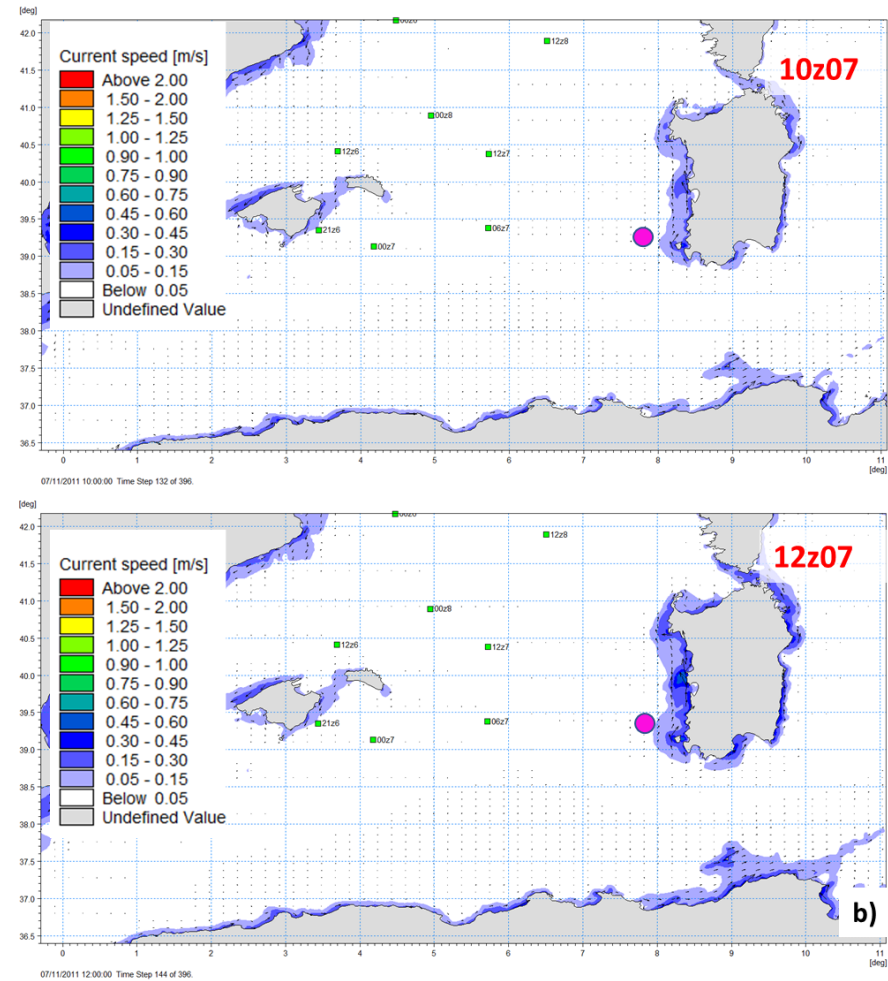 [deg]
42.0
00z6
12z8
Current speed [m/s]
10z07
Above 2.00
41.5
1.50 - 2.00
1.25 - 1.50
41.0
00z8
1.00 - 1.25
0.90 - 1.00
40.5
12z6
12z7
0.75 - 0.90
0.60 - 0.75
40.0
0.45 - 0.60
0.30 - 0.45
39.5
21z6
06z7
0.15 - 0.30
39.0
00z7
0.05 - 0.15
Below 0.05
38.5
Undefined Value
38.0
37.5
37.0
36.5
0 1 2 3 4 5 6 7 8 9 10 11
[deg]
07/11/2011 10:00:00 Time Step 132 of 396.
[deg]
42.0
12z8
Current speed [m/s]
12z07
41.5
Above 2.00
1.50 - 2.00
41.0
00z8
1.25 - 1.50
1.00 - 1.25
40.5
12z6
12z7
0.90 - 1.00
0.75 - 0.90
40.0
0.60 - 0.75
0.45 - 0.60
39.5
21z6
06z7
0.30 - 0.45
39.0
00z7
0.15 - 0.30
0.05 - 0.15
38.5
Below 0.05
Undefined Value
38.0
37.5
37.0
b)
36.5
0 1 2 3 4 5 6 7 8 9 10 11
[deg]
07/11/2011 12:00:00 Time Step 144 of 396.